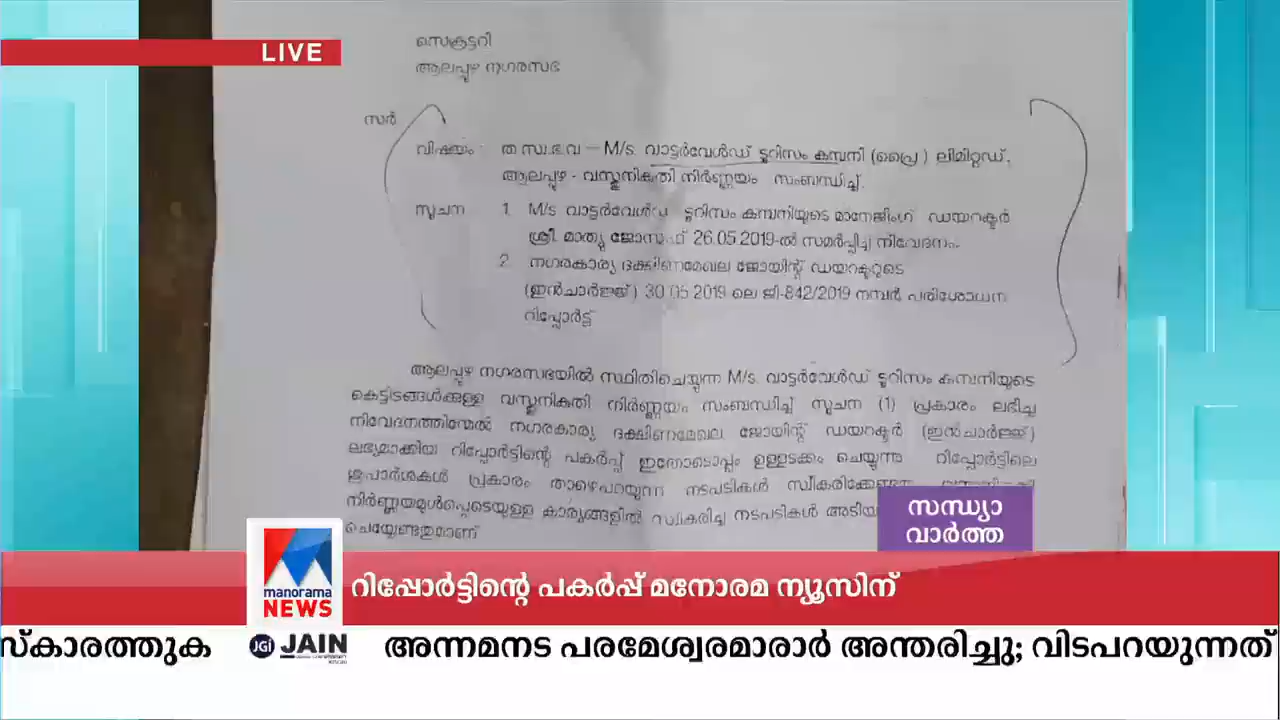 LIVE
സെക്രട്ടറി
ആലപ്പുഴ നഗരസഭ
സർ
വിഷയം : ത.സ്വ.ഭ.വ – M/s. വാട്ടർവേൾഡ് ടൂറിസം കമ്പനി (പ്രൈ) ലിമിറ്റഡ്,
ആലപ്പുഴ - വസ്തുനികുതി നിർണ്ണയം സംബന്ധിച്ച്.
സൂചന 1. M/s വാട്ടർവേൾഡ് ടൂറിസം കമ്പനിയുടെ മാനേജിംഗ് ഡയറക്ടർ
ശ്രീ. മാത്യു ജോസഫ് 26.05.2019-ൽ സമർപ്പിച്ച നിവേദനം.
2. നഗരകാര്യ ദക്ഷിണമേഖല ജോയിന്റ് ഡയറക്ടറുടെ
(ഇൻചാർജ്ജ്) 30.05.2019 ലെ ജി-842/2019 നമ്പർ പരിശോധന
റിപ്പോർട്ട്
ആലപ്പുഴ നഗരസഭയിൽ സ്ഥിതിചെയ്യുന്ന M/s. വാട്ടർവേൾഡ് ടൂറിസം കമ്പനിയുടെ
കെട്ടിടങ്ങൾക്കുള്ള വസ്തുനികുതി നിർണ്ണയം സംബന്ധിച്ച് സൂചന (1) പ്രകാരം ലഭിച്ച
നിവേദനത്തിന്മേൽ നഗരകാര്യ ദക്ഷിണമേഖല ജോയിന്റ് ഡയറക്ടർ (ഇൻചാർജ്ജ്)
ലഭ്യമാക്കിയ റിപ്പോർട്ടിന്റെ പകർപ്പ് ഇതോടൊപ്പം ഉള്ളടക്കം ചെയ്യുന്നു റിപ്പോർട്ടിലെ
ശുപാർശകൾ പ്രകാരം താഴെപറയുന്ന നടപടികൾ
നിർണ്ണയമുൾപ്പെടെയുള്ള കാര്യങ്ങളിൽ സ്വീകരിച്ച നടപടികൾ
ചെയ്യേണ്ടതുമാണ്
സന്ധ്യാ
വാർത്ത
manorama
NEWS
റിപ്പോർട്ടിന്റെ പകർപ്പ് മനോരമ ന്യൂസിന്
സ്കാരത്തുക JGi JAIN അന്നമനട പരമേശ്വരമാരാർ അന്തരിച്ചു; വിടപറയുന്നത്